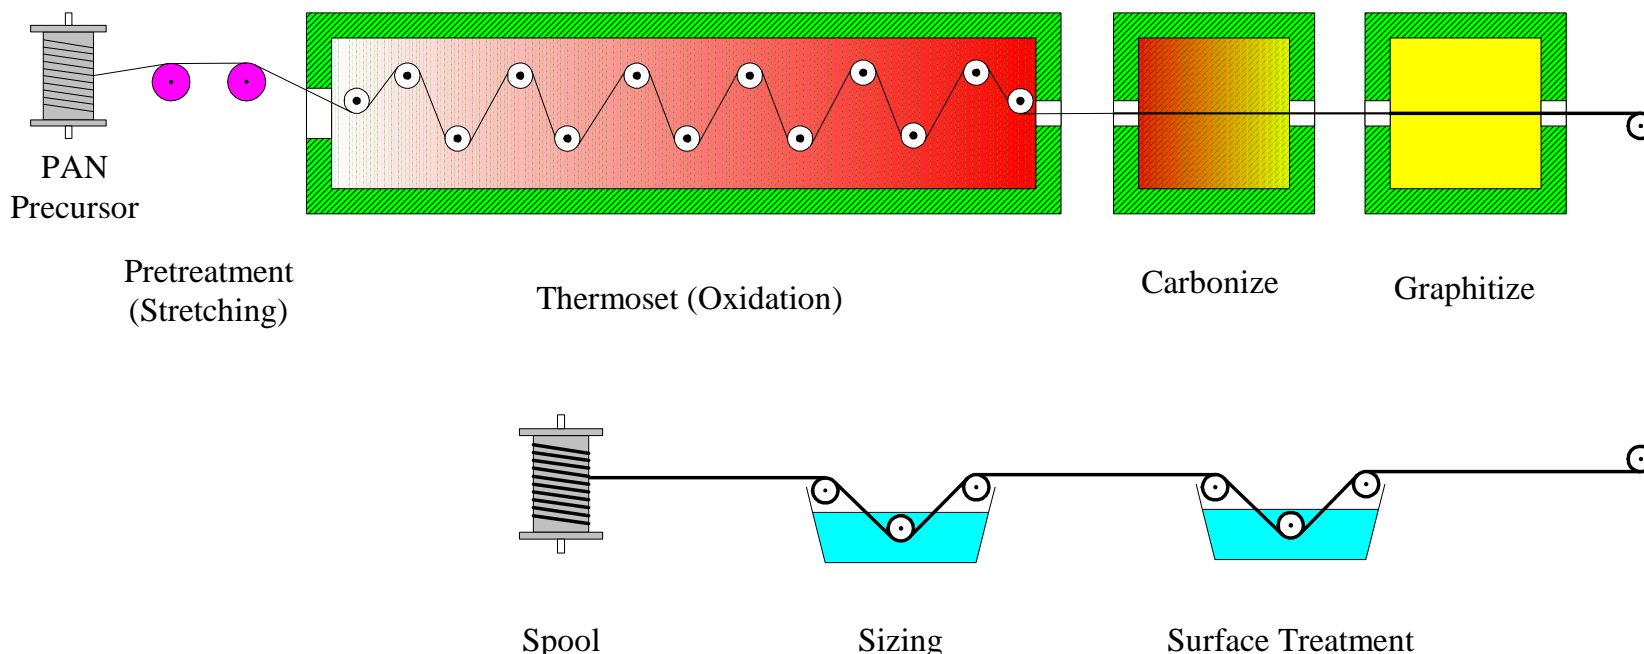 PAN
Precursor
Pretreatment
(Stretching)
Thermoset (Oxidation)
Carbonize
Graphitize
Spool
Sizing
Surface Treatment